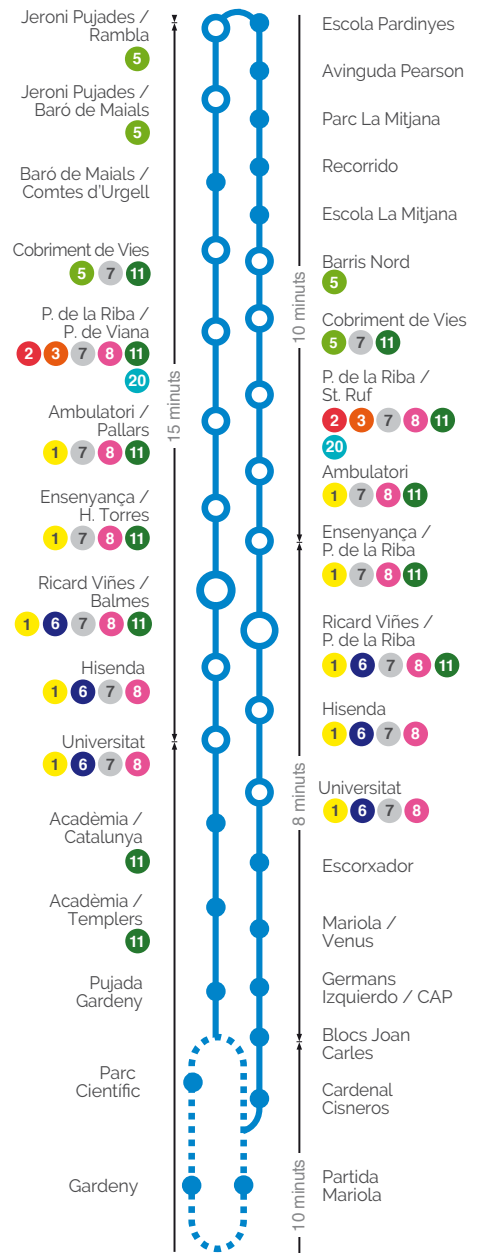 Jeroni Pujades /
Rambla
5
Jeroni Pujades /
Baró de Maials
5
Baró de Maials /
Comtes d'Urgell
Cobriment de Vies
5 7 11
P. de la Riba /
P. de Viana
2 3 7 8 11
20
Ambulatori /
Pallars
1 7 8 11
Ensenyança /
H. Torres
1 7 8 11
Ricard Viñes /
Balmes
1 6 7 8 11
Hisenda
1 6 7 8
Universitat
1 6 7 8
Acadèmia /
Catalunya
11
Acadèmia /
Templers
11
Pujada
Gardeny
Parc
Científic
Gardeny
15 minuts
Escola Pardinyes
Avinguda Pearson
Parc La Mitjana
Recorrido
Escola La Mitjana
Barris Nord
5
Cobriment de Vies
5 7 11
P. de la Riba /
St. Ruf
2 3 7 8 11
20
Ambulatori
1 7 8 11
Ensenyança /
P. de la Riba
1 7 8 11
Ricard Viñes /
P. de la Riba
1 6 7 8 11
Hisenda
1 6 7 8
Universitat
1 6 7 8
Escorxador
Mariola /
Venus
Germans
Izquierdo / CAP
Blocs Joan
Carles
Cardenal
Cisneros
Partida
Mariola
10 minuts
8 minuts
10 minuts